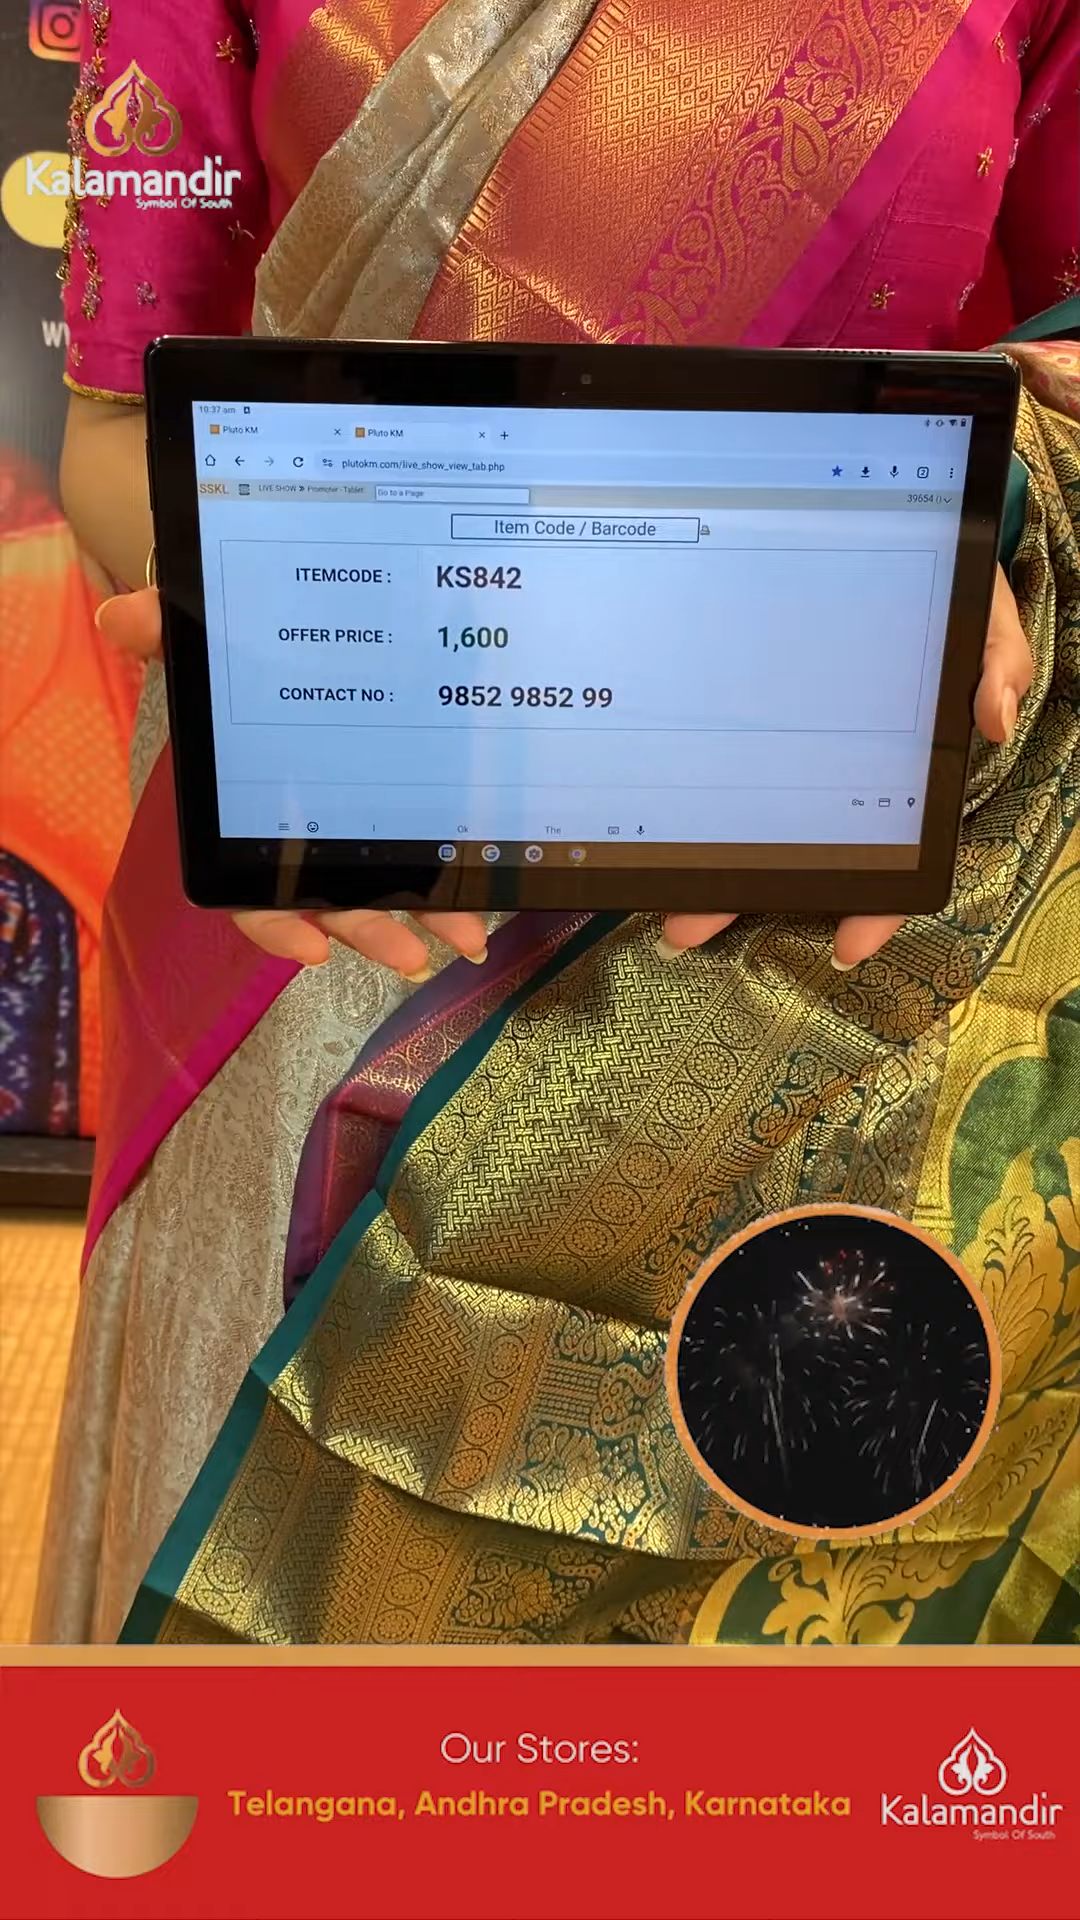 Kalamandir
Symbol Of South
10:37 am
Pluto KM
Pluto KM
plutokm.com/live_show_view_tab.php
SSKL
LIVE SHOW » Promoter - Tablet
Go to a Page
39654 ()
Item Code / Barcode
ITEMCODE : KS842
OFFER PRICE : 1,600
CONTACT NO : 9852 9852 99
Ok
The
Our Stores:
Telangana, Andhra Pradesh, Karnataka
Kalamandir
Symbol Of South